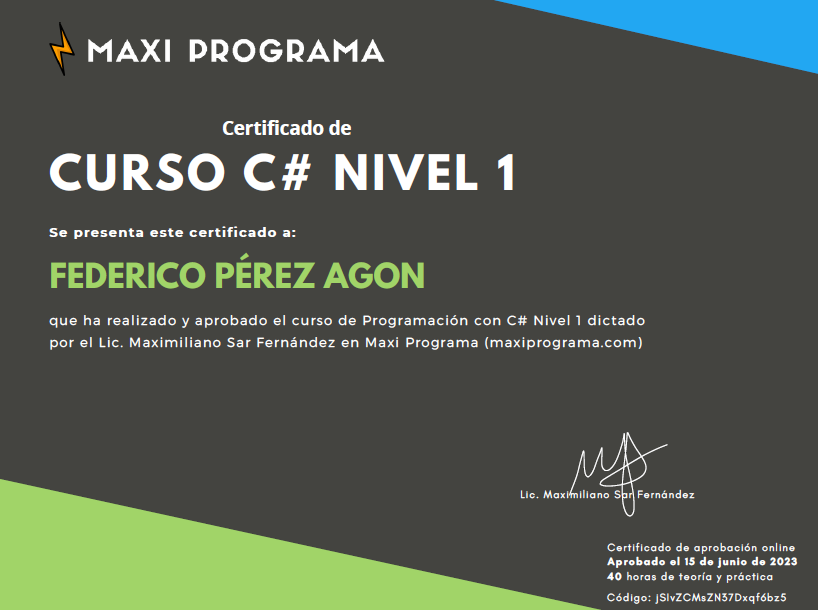 MAXI PROGRAMA
Certificado de
CURSO C# NIVEL 1
Se presenta este certificado a:
FEDERICO PÉREZ AGON
que ha realizado y aprobado el curso de Programación con C# Nivel 1 dictado
por el Lic. Maximiliano Sar Fernández en Maxi Programa (maxiprograma.com)
Lic. Maximiliano Sar Fernández
Certificado de aprobación online
Aprobado el 15 de junio de 2023
40 horas de teoría y práctica
Código: jSIvZCMsZN37Dxqf6bz5